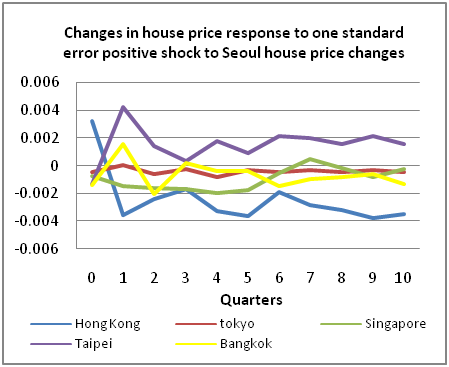 Changes in house price response to one standard
error positive shock to Seoul house price changes
0.006
0.004
0.002
0
-0.002
-0.004
-0.006
0 1 2 3 4 5 6 7 8 9 10
Quarters
Hong Kong tokyo Singapore
Taipei Bangkok